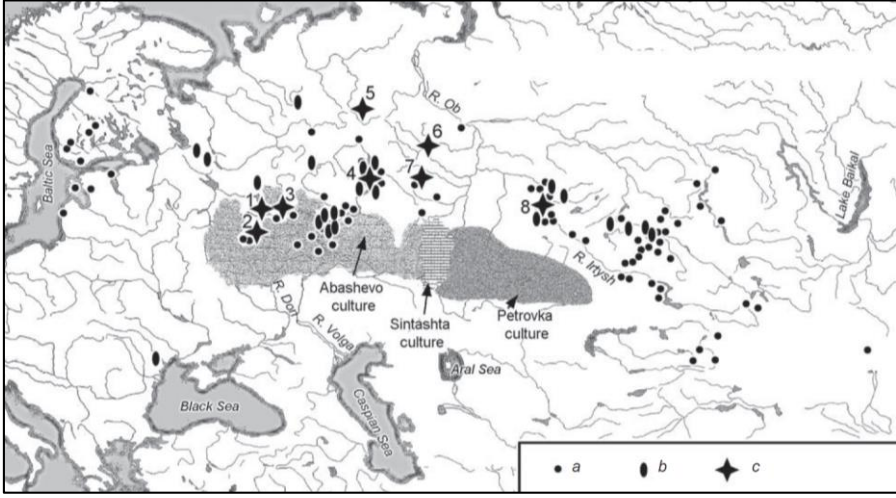 5
R. Ob
6
4
7
1
3
2
8
Baltic Sea
Lake Baikal
R. Irtysh
Abashevo
culture
R. Don
Sintashta
culture
Petrovka
culture
R. Volga
Aral Sea
Black Sea
Caspian Sea
a
b
c